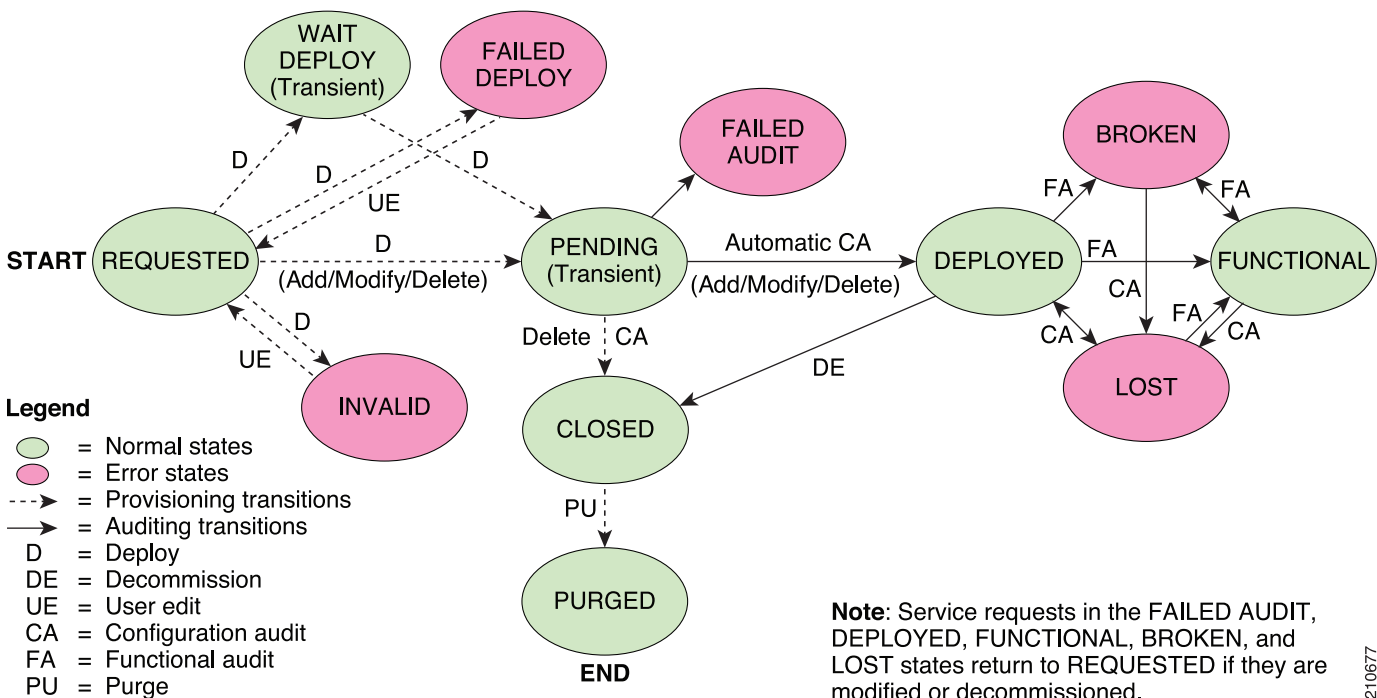 WAIT
DEPLOY
(Transient)
FAILED
DEPLOY
FAILED
AUDIT
BROKEN
D
D
D
UE
FA
FA
START
REQUESTED
D
(Add/Modify/Delete)
PENDING
(Transient)
Automatic CA
(Add/Modify/Delete)
DEPLOYED
FA
FUNCTIONAL
D
UE
Delete
CA
CA
CA
FA
CA
DE
INVALID
CLOSED
LOST
PU
PURGED
END
Legend
= Normal states
= Error states
= Provisioning transitions
= Auditing transitions
D = Deploy
DE = Decommission
UE = User edit
CA = Configuration audit
FA = Functional audit
PU = Purge
Note: Service requests in the FAILED AUDIT,
DEPLOYED, FUNCTIONAL, BROKEN, and
LOST states return to REQUESTED if they are
modified or decommissioned.
210677